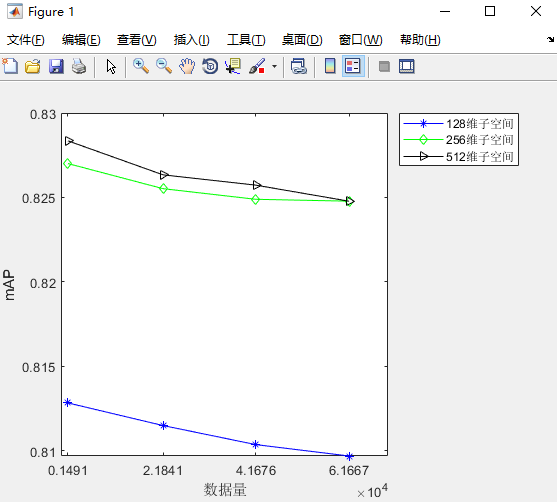 Figure 1
文件(F) 编辑(E) 查看(V) 插入(I) 工具(T) 桌面(D) 窗口(W) 帮助(H)
0.83
0.825
0.82
0.815
0.81
mAP
0.1491 2.1841 4.1676 6.1667
数据量
×10⁴
128维子空间
256维子空间
512维子空间